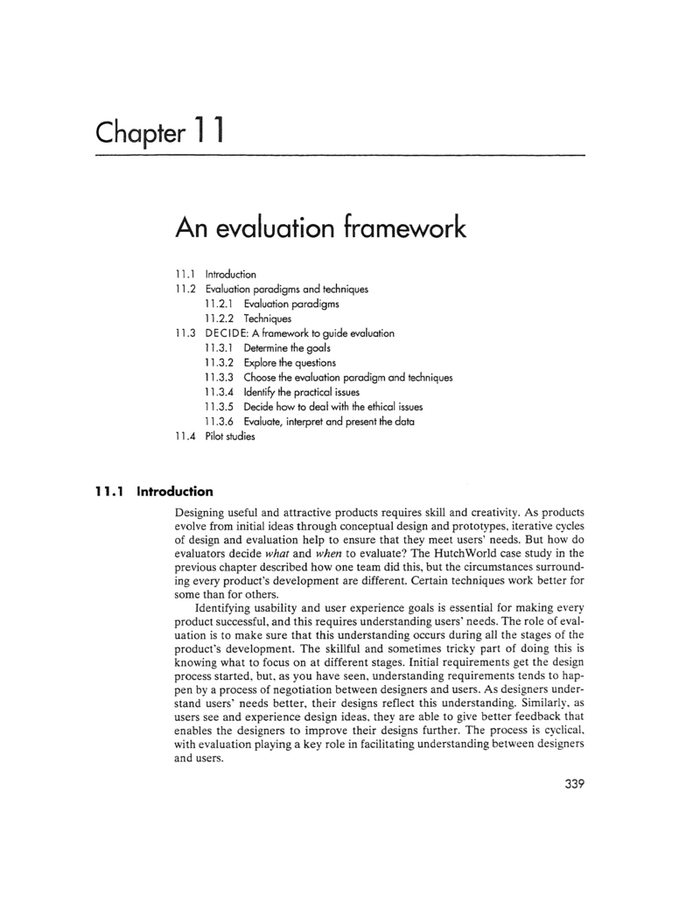 Chapter 11
An evaluation framework
11.1 Introduction
11.2 Evaluation paradigms and techniques
11.2.1 Evaluation paradigms
11.2.2 Techniques
11.3 DECIDE: A framework to guide evaluation
11.3.1 Determine the goals
11.3.2 Explore the questions
11.3.3 Choose the evaluation paradigm and techniques
11.3.4 Identify the practical issues
11.3.5 Decide how to deal with the ethical issues
11.3.6 Evaluate, interpret and present the data
11.4 Pilot studies
11.1 Introduction
Designing useful and attractive products requires skill and creativity. As products
evolve from initial ideas through conceptual design and prototypes, iterative cycles
of design and evaluation help to ensure that they meet users' needs. But how do
evaluators decide what and when to evaluate? The HutchWorld case study in the
previous chapter described how one team did this, but the circumstances surround-
ing every product's development are different. Certain techniques work better for
some than for others.
Identifying usability and user experience goals is essential for making every
product successful, and this requires understanding users' needs. The role of eval-
uation is to make sure that this understanding occurs during all the stages of the
product's development. The skillful and sometimes tricky part of doing this is
knowing what to focus on at different stages. Initial requirements get the design
process started, but, as you have seen, understanding requirements tends to hap-
pen by a process of negotiation between designers and users. As designers under-
stand users' needs better, their designs reflect this understanding. Similarly, as
users see and experience design ideas, they are able to give better feedback that
enables the designers to improve their designs further. The process is cyclical,
with evaluation playing a key role in facilitating understanding between designers
and users.
339